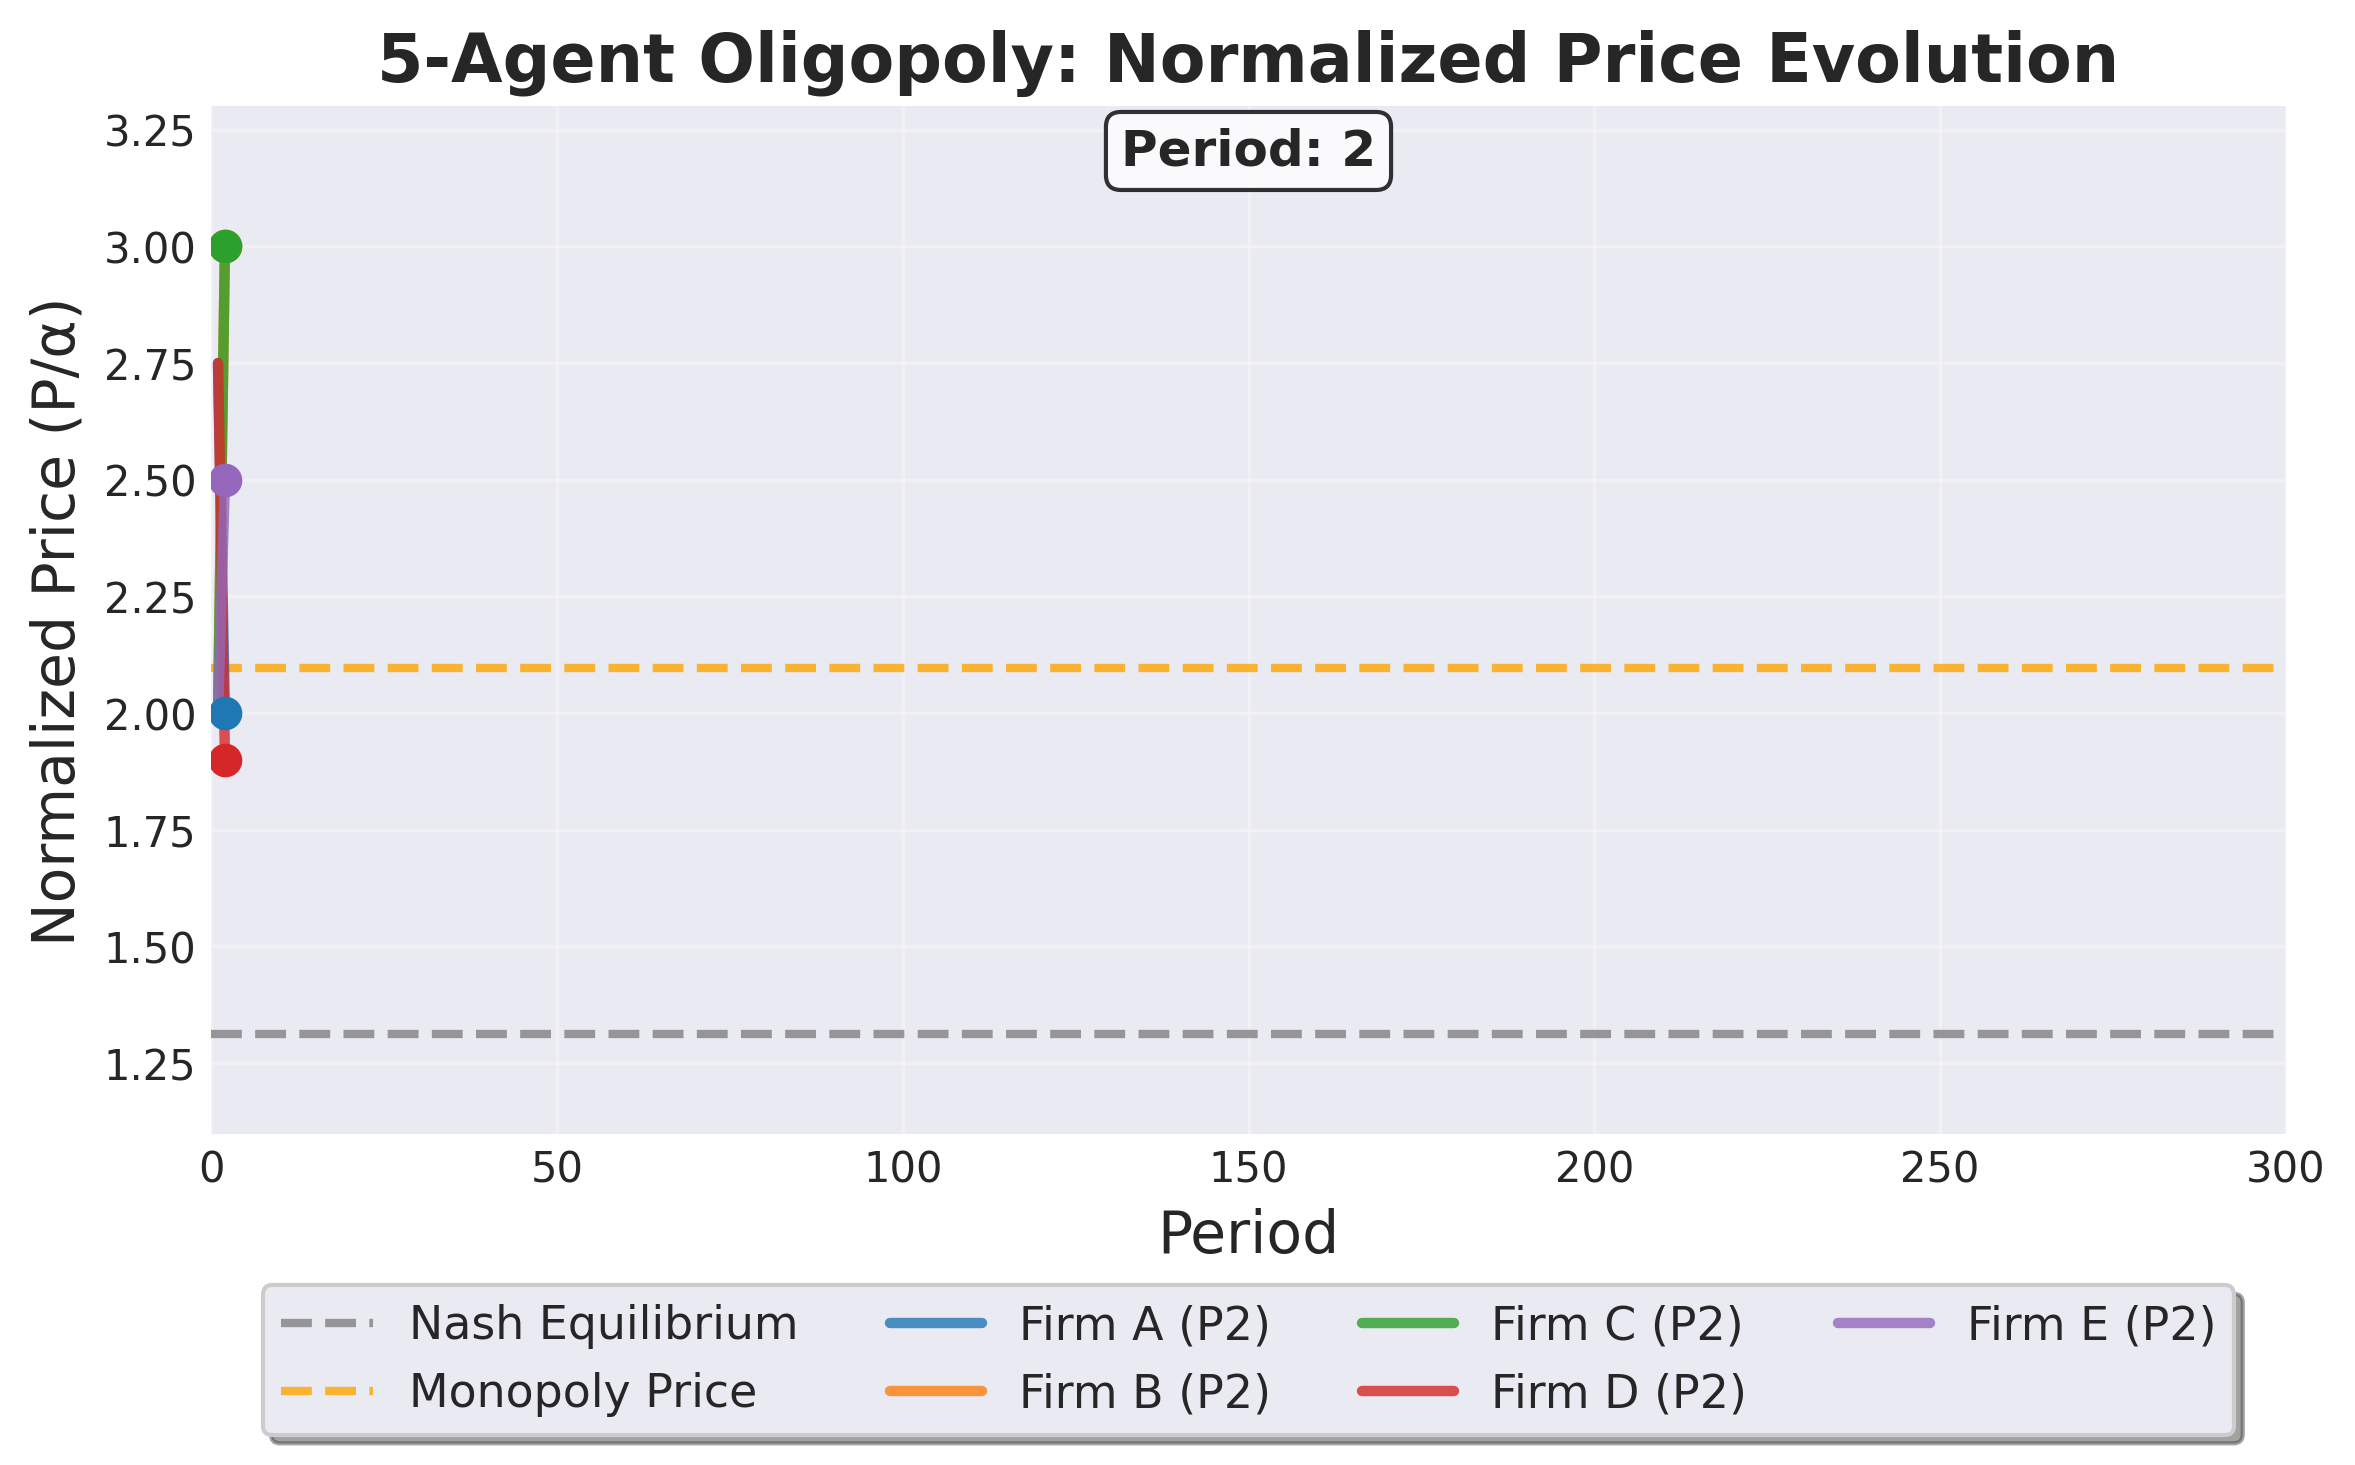 5-Agent Oligopoly: Normalized Price Evolution
Period: 2
Normalized Price (P/α)
3.25
3.00
2.75
2.50
2.25
2.00
1.75
1.50
1.25
0 50 100 150 200 250 300
Period
Nash Equilibrium
Monopoly Price
Firm A (P2)
Firm B (P2)
Firm C (P2)
Firm D (P2)
Firm E (P2)